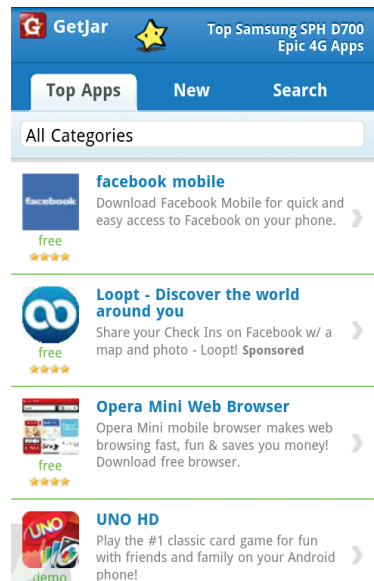 GetJar
Top Samsung SPH D700
Epic 4G Apps
Top Apps
New
Search
All Categories
facebook
free
facebook mobile
Download Facebook Mobile for quick and
easy access to Facebook on your phone.
free
Loopt - Discover the world
around you
Share your Check Ins on Facebook w/ a
map and photo - Loopt! Sponsored
free
Opera Mini Web Browser
Opera Mini mobile browser makes web
browsing fast, fun & saves you money!
Download free browser.
UNO
demo
UNO HD
Play the #1 classic card game for fun
with friends and family on your Android
phone!